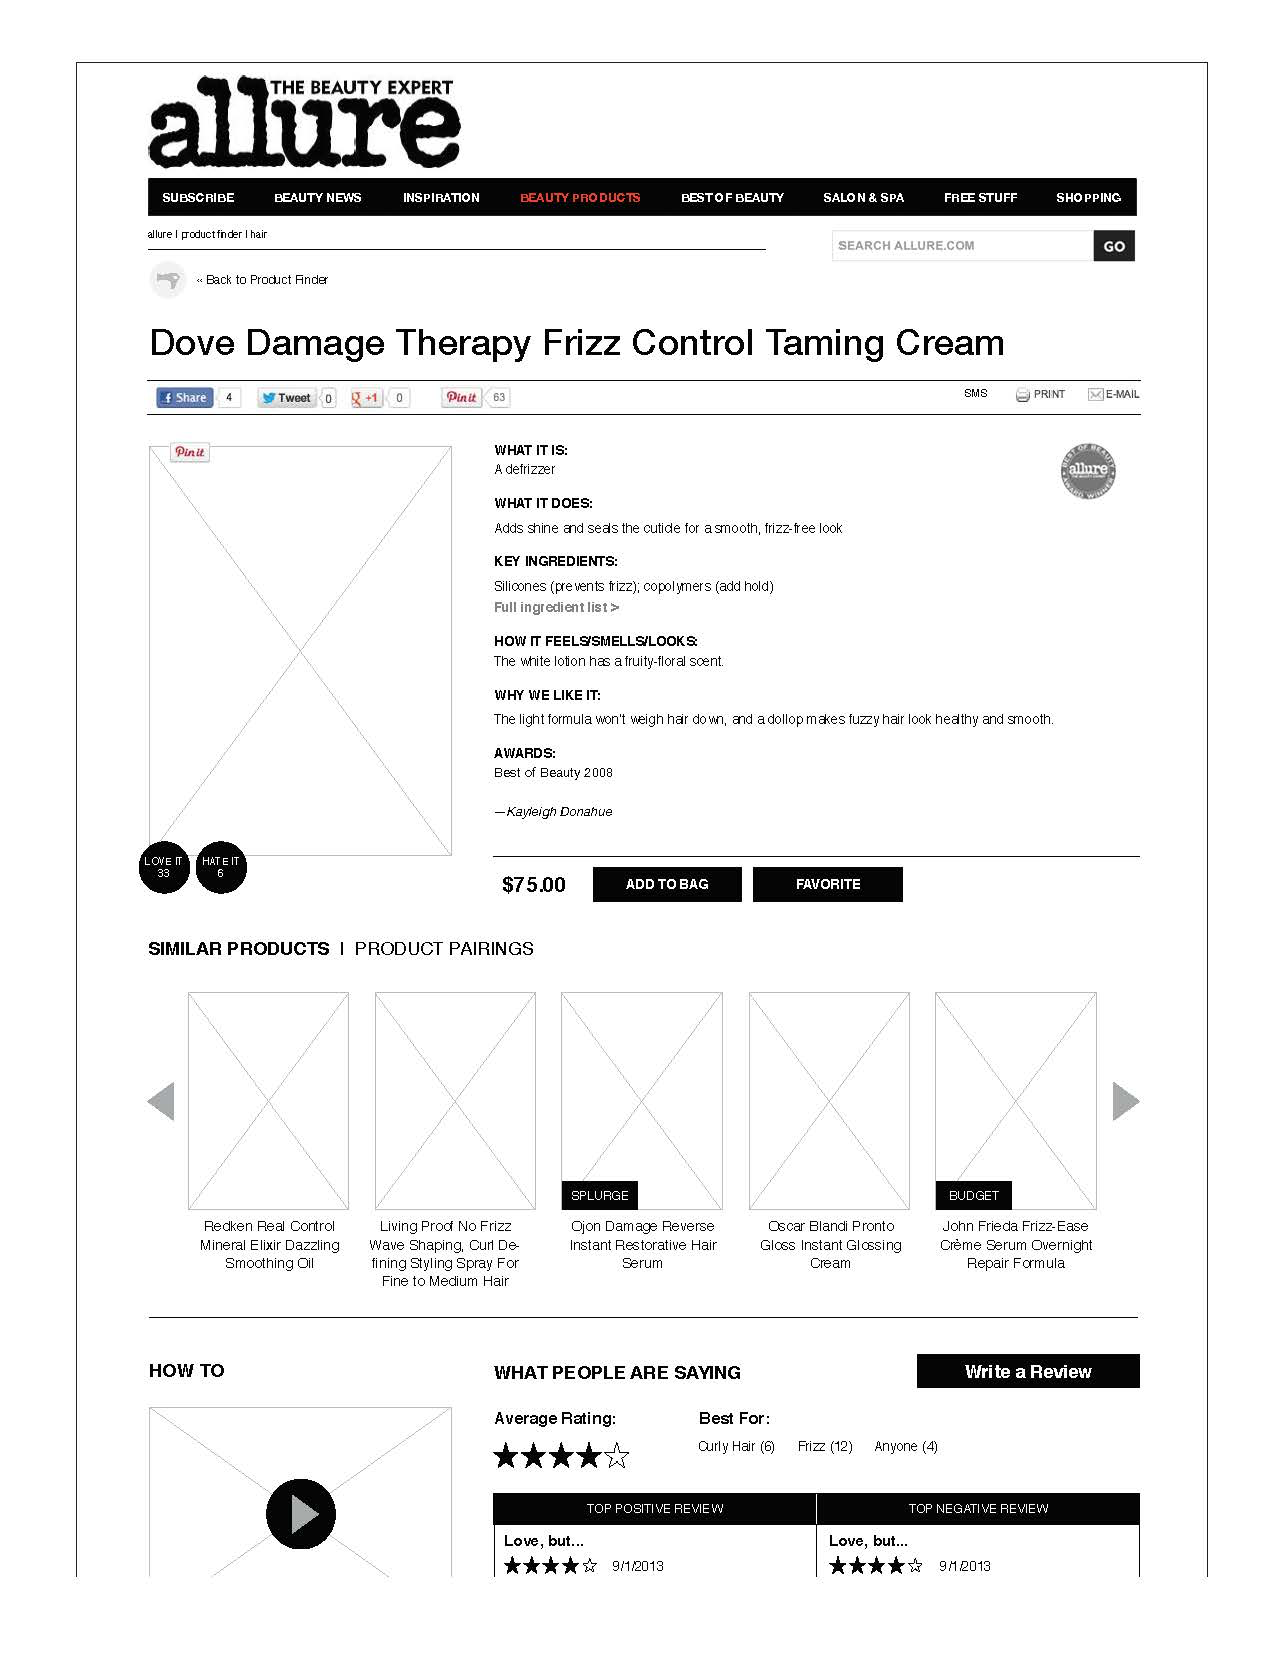 THE BEAUTY EXPERT
allure
SUBSCRIBE BEAUTY NEWS INSPIRATION BEAUTY PRODUCTS BEST OF BEAUTY SALON & SPA FREE STUFF SHOPPING
allure | product finder | hair
SEARCH ALLURE.COM GO
‹‹ Back to Product Finder
Dove Damage Therapy Frizz Control Taming Cream
f Share 4 Tweet 0 g +1 0 Pin it 63 SMS PRINT E-MAIL
Pin it
WHAT IT IS:
A defrizzer
BEST OF BEAUTY
allure
THE BEAUTY EXPERT
AWARD WINNER
WHAT IT DOES:
Adds shine and seals the cuticle for a smooth, frizz-free look
KEY INGREDIENTS:
Silicones (prevents frizz); copolymers (add hold)
Full ingredient list >
HOW IT FEELS/SMELLS/LOOKS:
The white lotion has a fruity-floral scent.
WHY WE LIKE IT:
The light formula won't weigh hair down, and a dollop makes fuzzy hair look healthy and smooth.
AWARDS:
Best of Beauty 2008
—Kayleigh Donahue
LOVE IT
33
HATE IT
6
$75.00 ADD TO BAG FAVORITE
SIMILAR PRODUCTS | PRODUCT PAIRINGS
SPLURGE
BUDGET
Redken Real Control
Mineral Elixir Dazzling
Smoothing Oil
Living Proof No Frizz
Wave Shaping, Curl De-
fining Styling Spray For
Fine to Medium Hair
Ojon Damage Reverse
Instant Restorative Hair
Serum
Oscar Blandi Pronto
Gloss Instant Glossing
Cream
John Frieda Frizz-Ease
Crème Serum Overnight
Repair Formula
HOW TO
WHAT PEOPLE ARE SAYING
Write a Review
Average Rating:
Best For:
Curly Hair (6) Frizz (12) Anyone (4)
TOP POSITIVE REVIEW
TOP NEGATIVE REVIEW
Love, but...
9/1/2013
Love, but...
9/1/2013